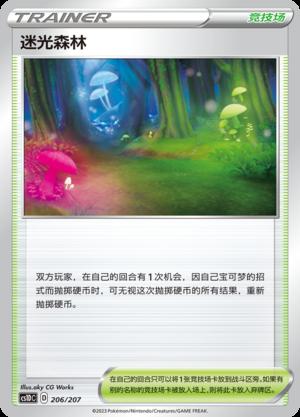 TRAINER
竞技场
迷光森林
双方玩家，在自己的回合有1次机会，因自己宝可梦的招
式而抛掷硬币时，可无视这次抛掷硬币的所有结果，重新
抛掷硬币。
Illus.aky CG Works
CS1DC D 206/207
在自己回合只可以将1张竞技场卡放到战斗区旁。如果有
别的名称的竞技场卡被放入场上，则将此卡放入弃牌区。
©2023 Pokémon/Nintendo/Creatures/GAME FREAK.